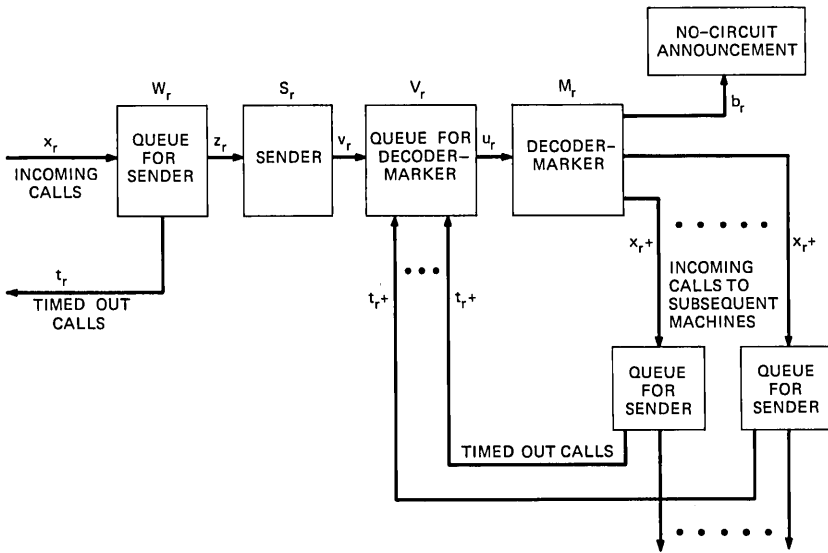 NO-CIRCUIT
ANNOUNCEMENT
W_r
S_r
V_r
M_r
b_r
x_r
INCOMING
CALLS
QUEUE
FOR
SENDER
z_r
SENDER
v_r
QUEUE FOR
DECODER-
MARKER
u_r
DECODER-
MARKER
t_r
TIMED OUT
CALLS
t_r+
t_r+
x_r+
x_r+
INCOMING
CALLS TO
SUBSEQUENT
MACHINES
QUEUE
FOR
SENDER
QUEUE
FOR
SENDER
TIMED OUT CALLS